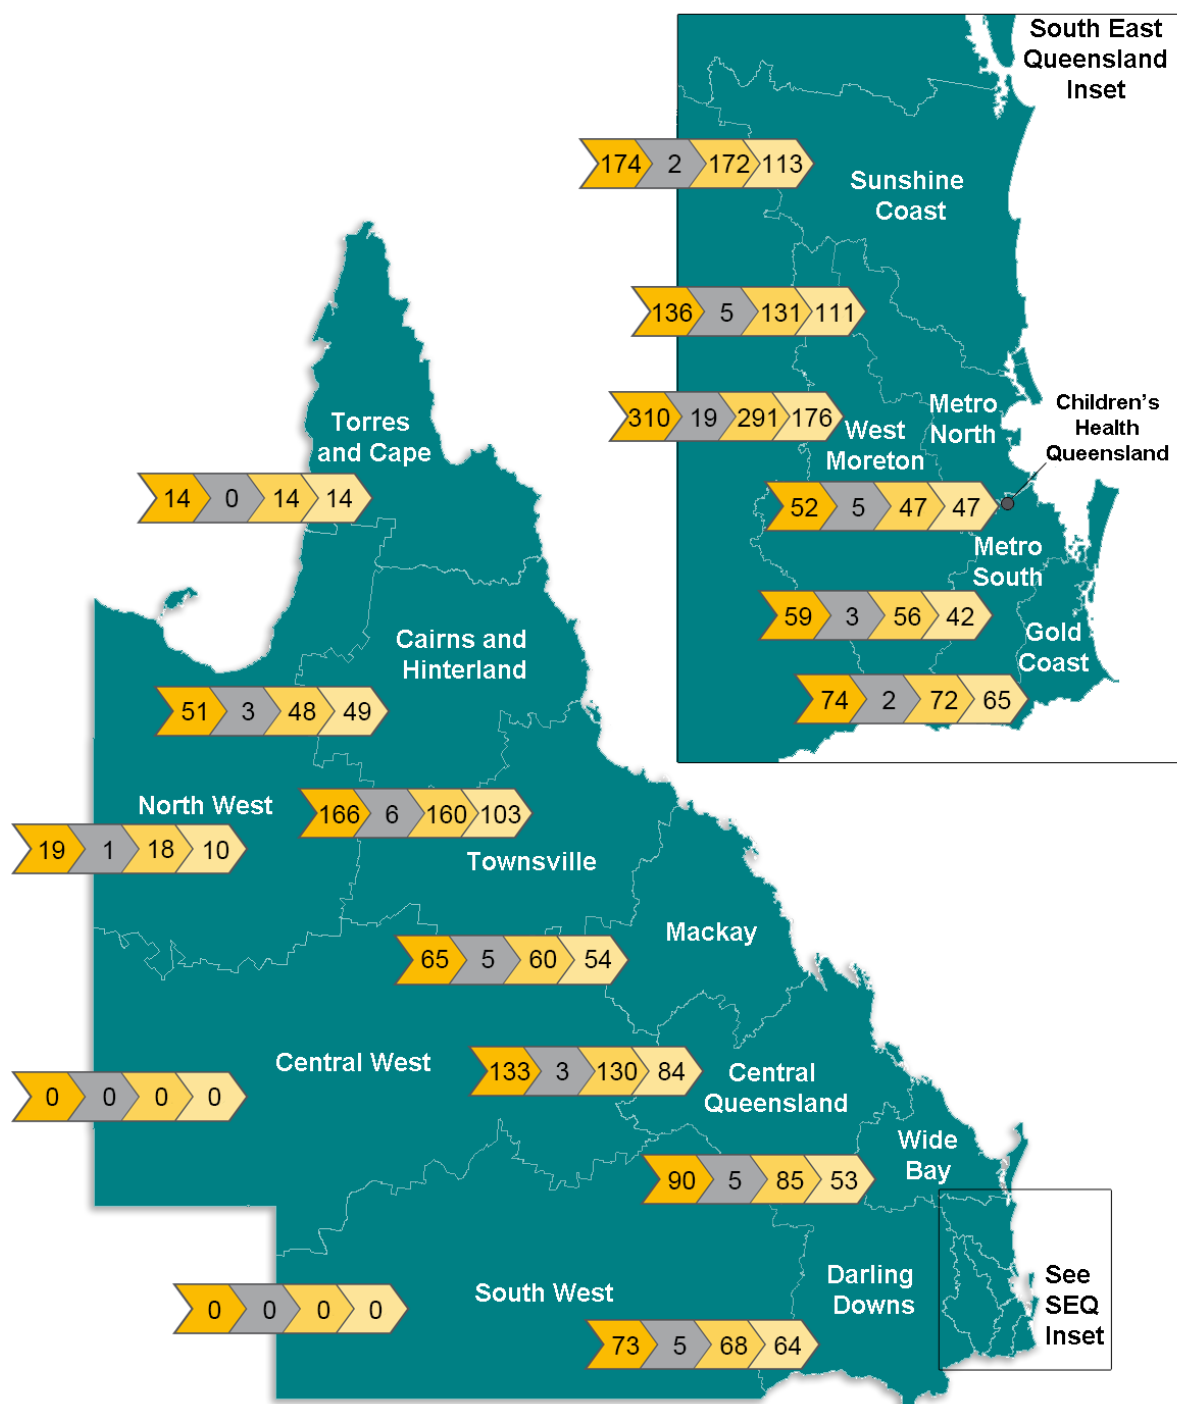 South East
Queensland
Inset
174 2 172 113
Sunshine
Coast
136 5 131 111
310 19 291 176
Metro
North
West
Moreton
Children's
Health
Queensland
52 5 47 47
Metro
South
59 3 56 42
Gold
Coast
74 2 72 65
Torres
and Cape
14 0 14 14
Cairns and
Hinterland
51 3 48 49
North West
166 6 160 103
19 1 18 10
Townsville
Mackay
65 5 60 54
Central West
133 3 130 84
Central
Queensland
0 0 0 0
Wide
Bay
90 5 85 53
South West
Darling
Downs
See
SEQ
Inset
0 0 0 0
73 5 68 64